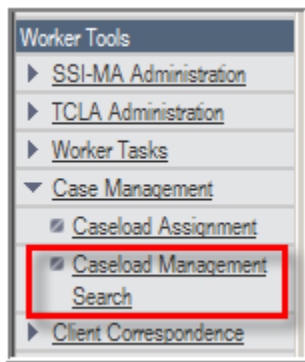 Worker Tools
SSI-MA Administration
TCLA Administration
Worker Tasks
Case Management
Caseload Assignment
Caseload Management
Search
Client Correspondence